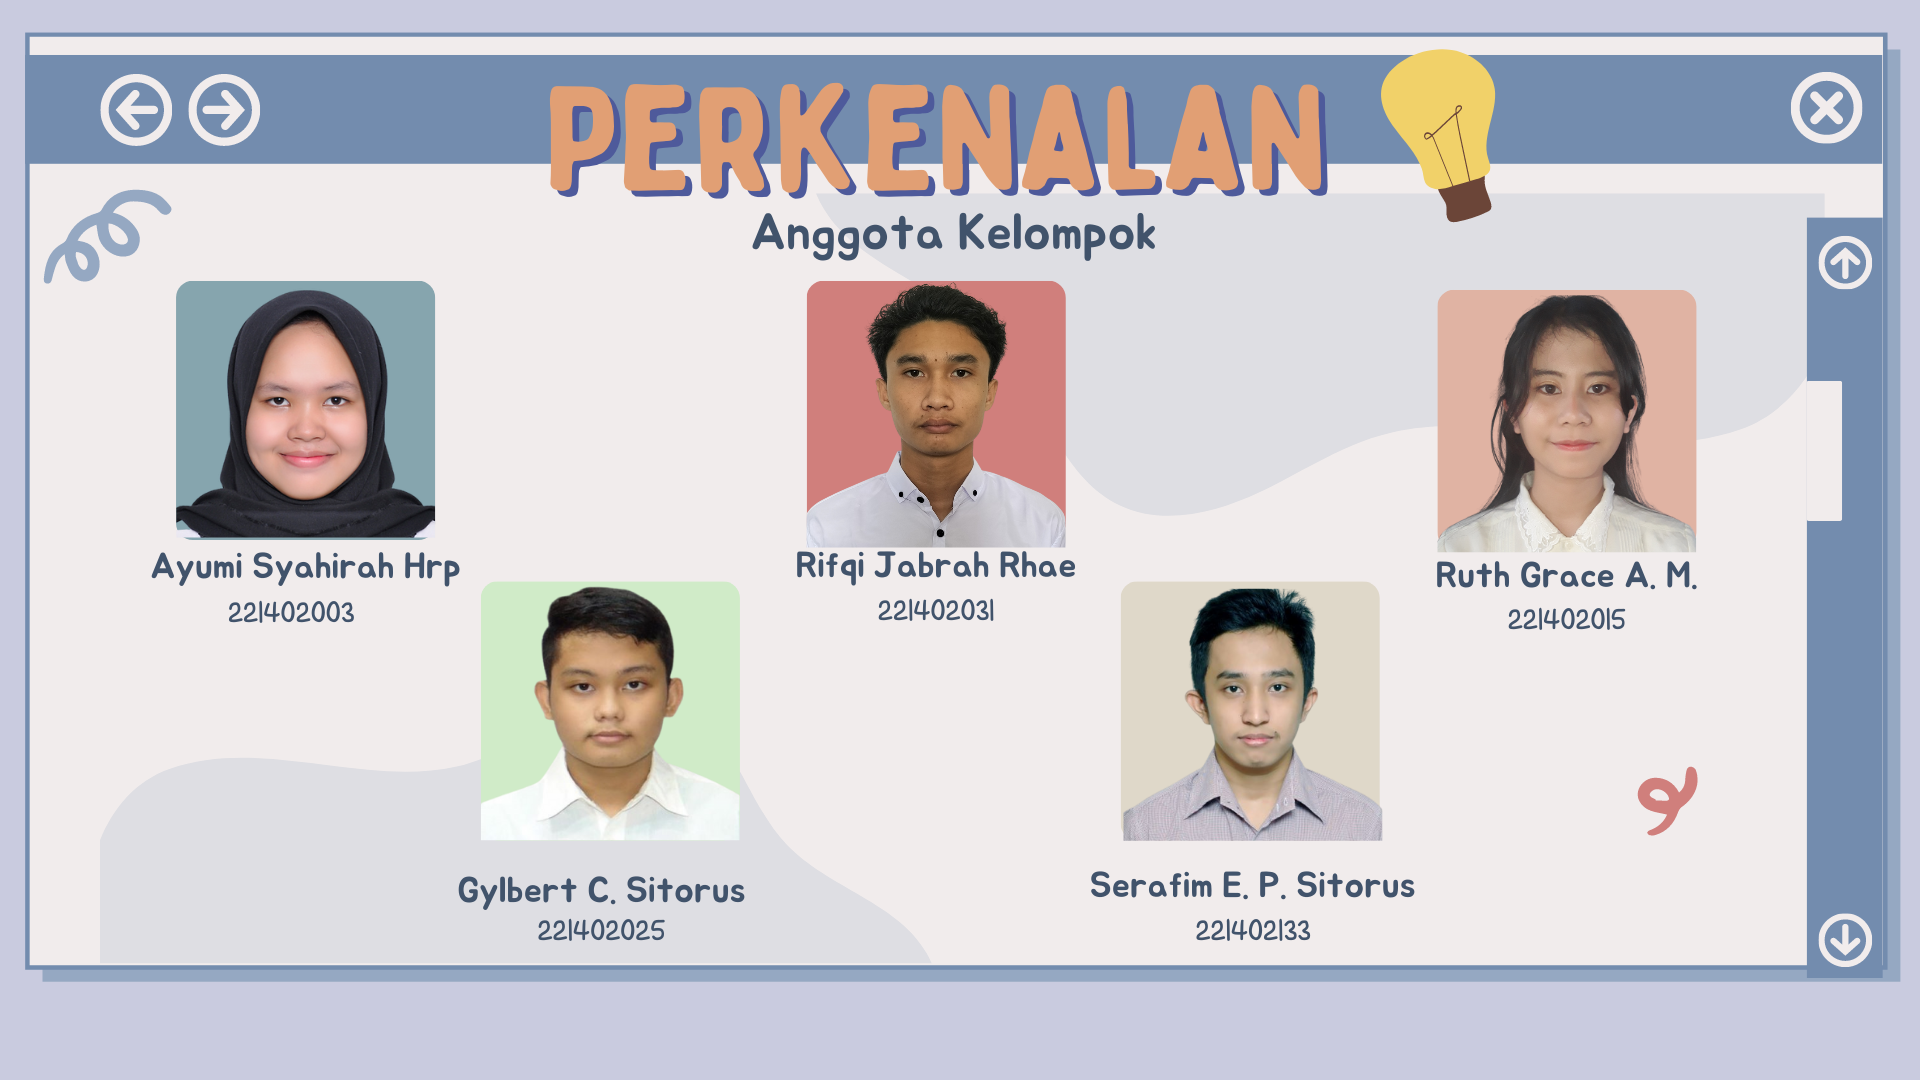 PERKENALAN
Anggota Kelompok
Ayumi Syahirah Hrp
221402003
Rifqi Jabrah Rhae
221402031
Ruth Grace A. M.
221402015
Gylbert C. Sitorus
221402025
Serafim E. P. Sitorus
221402133